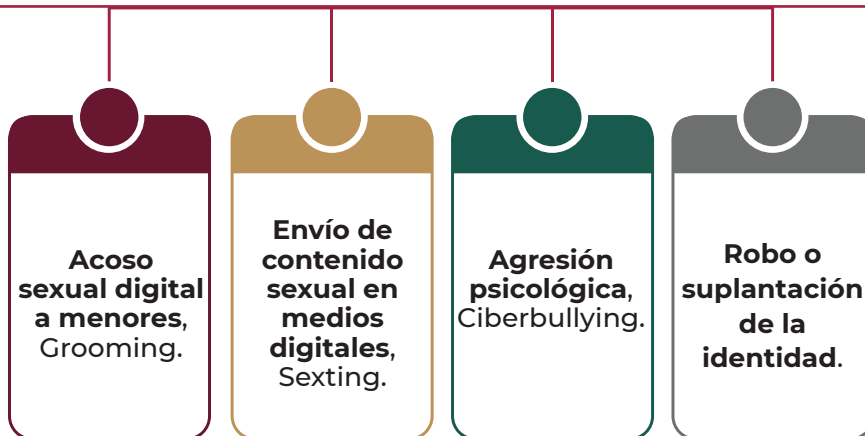 Acoso
sexual digital
a menores,
Grooming.
Envío de
contenido
sexual en
medios
digitales,
Sexting.
Agresión
psicológica,
Ciberbullying.
Robo o
suplantación
de la
identidad.